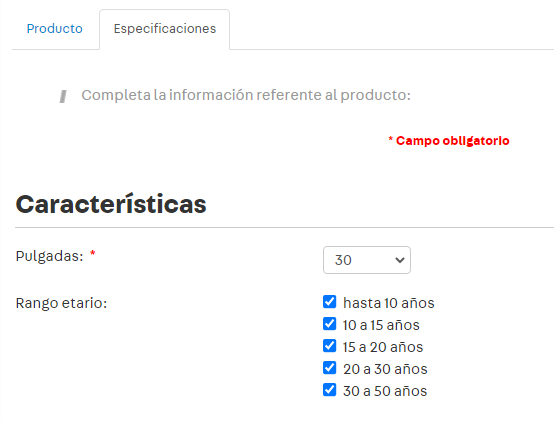 Producto Especificaciones
Completa la información referente al producto:
* Campo obligatorio
Características
Pulgadas: * 30
Rango etario: hasta 10 años
10 a 15 años
15 a 20 años
20 a 30 años
30 a 50 años